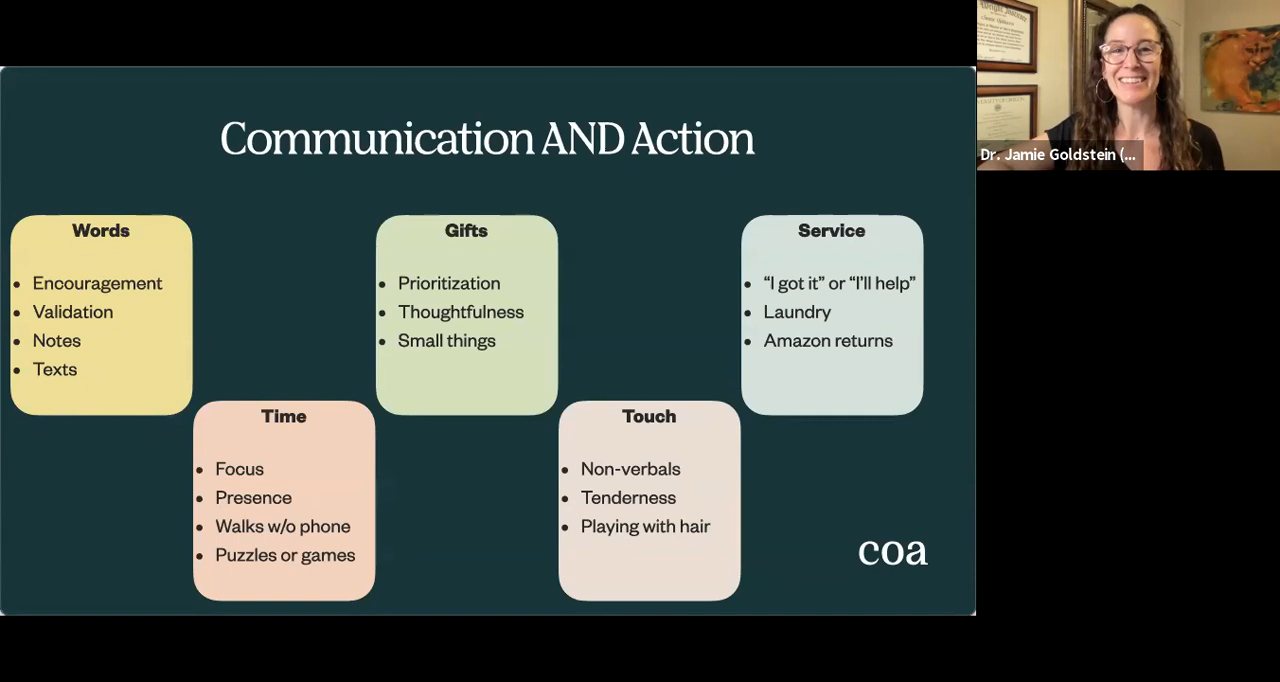 Communication AND Action
Words
Encouragement
Validation
Notes
Texts
Time
Focus
Presence
Walks w/o phone
Puzzles or games
Gifts
Prioritization
Thoughtfulness
Small things
Touch
Non-verbals
Tenderness
Playing with hair
Service
“I got it” or “I’ll help”
Laundry
Amazon returns
coa
Dr. Jamie Goldstein (...